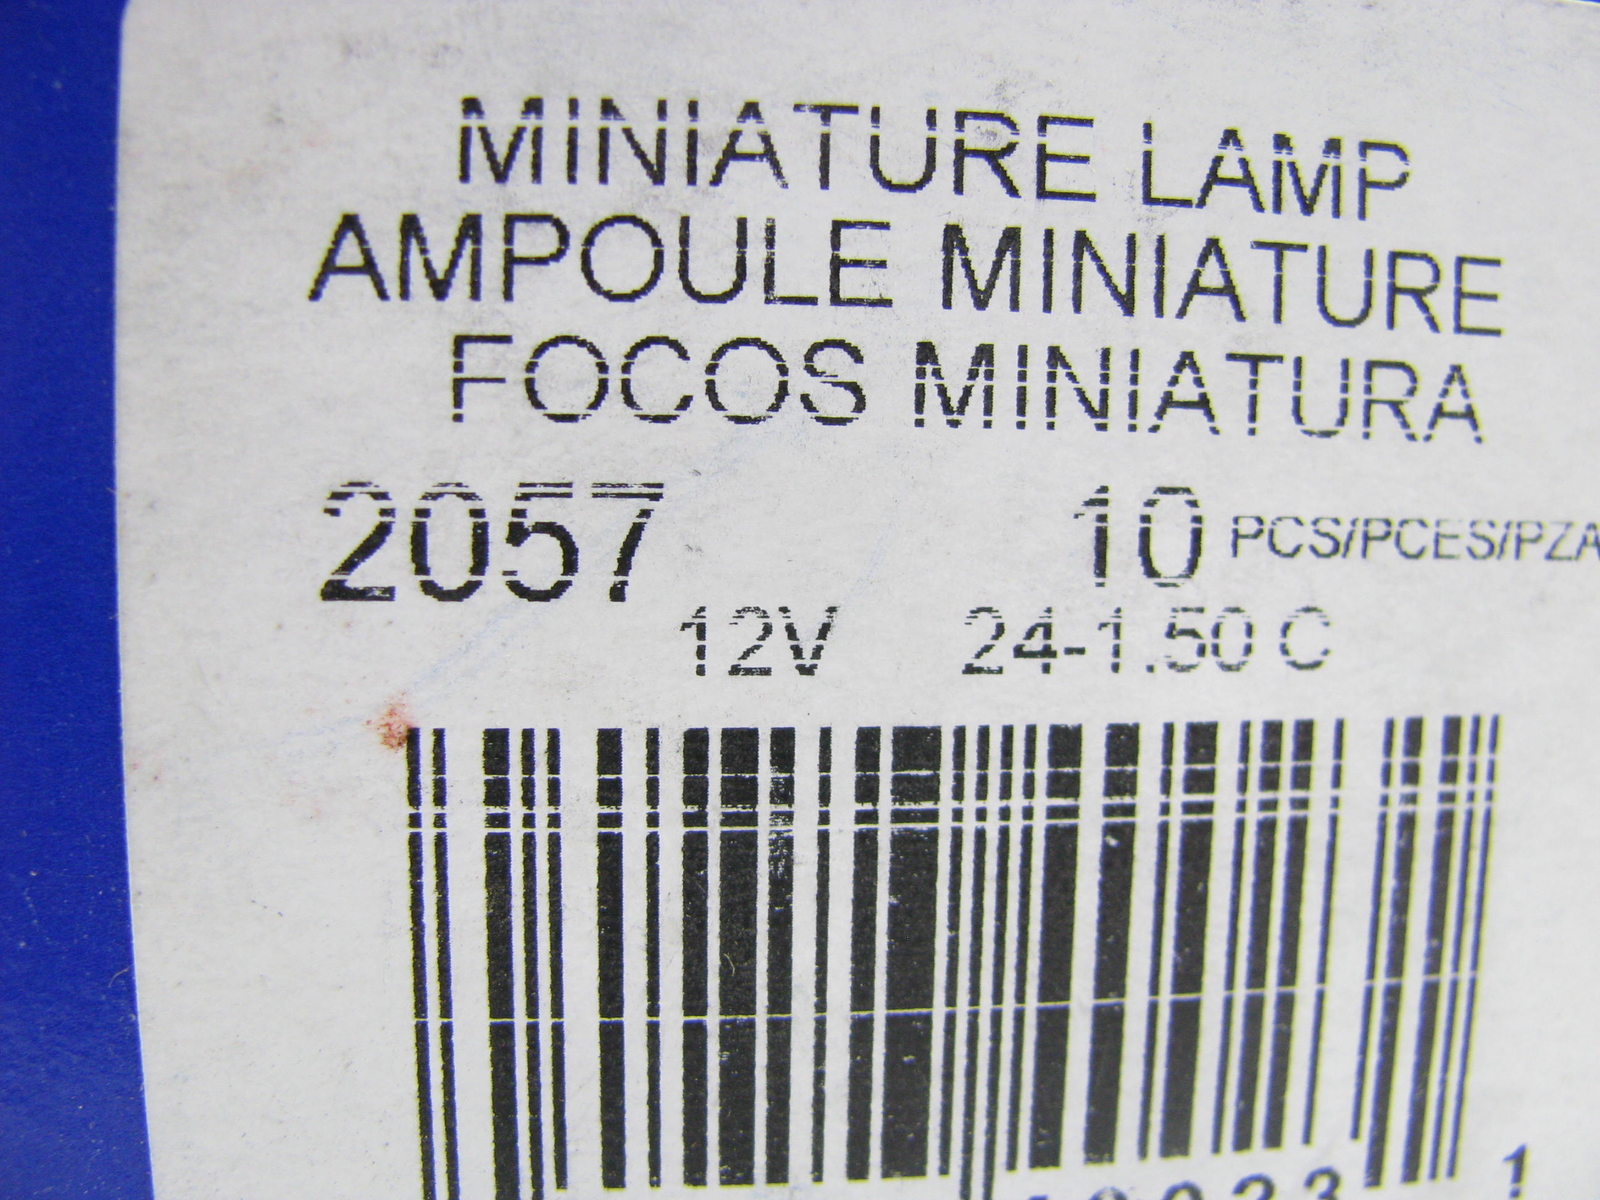 MINIATURE LAMP
AMPOULE MINIATURE
FOCOS MINIATURA
2057 10 PCS/PCES/PZA
12V 24-1.50 C
1